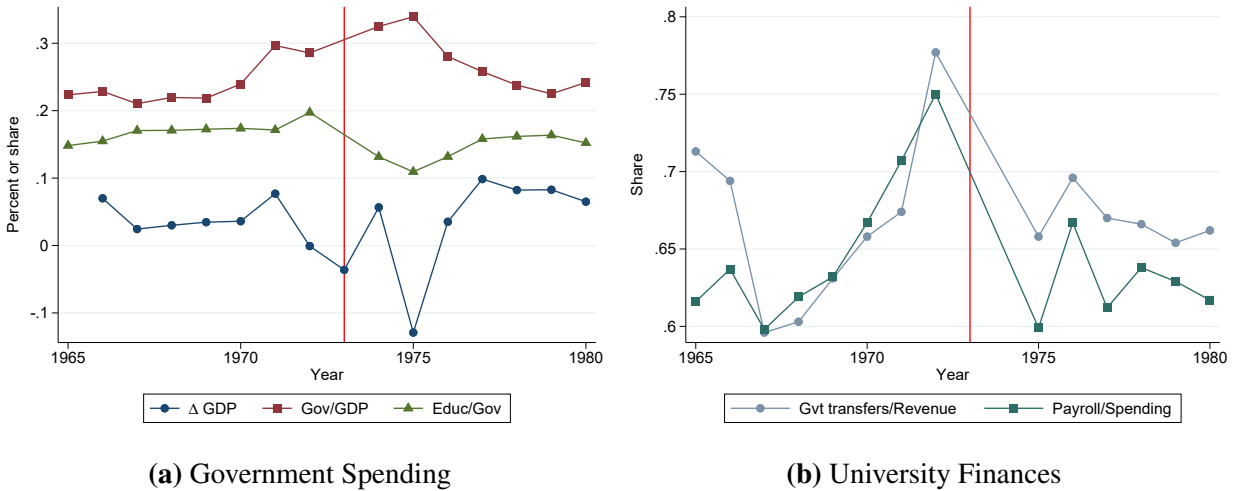 .3
.2
.1
0
-.1
Percent or share
1965
1970
1975
1980
Year
Δ GDP
Gov/GDP
Educ/Gov
(a) Government Spending
.8
.75
.7
.65
.6
Share
1965
1970
1975
1980
Year
Gvt transfers/Revenue
Payroll/Spending
(b) University Finances